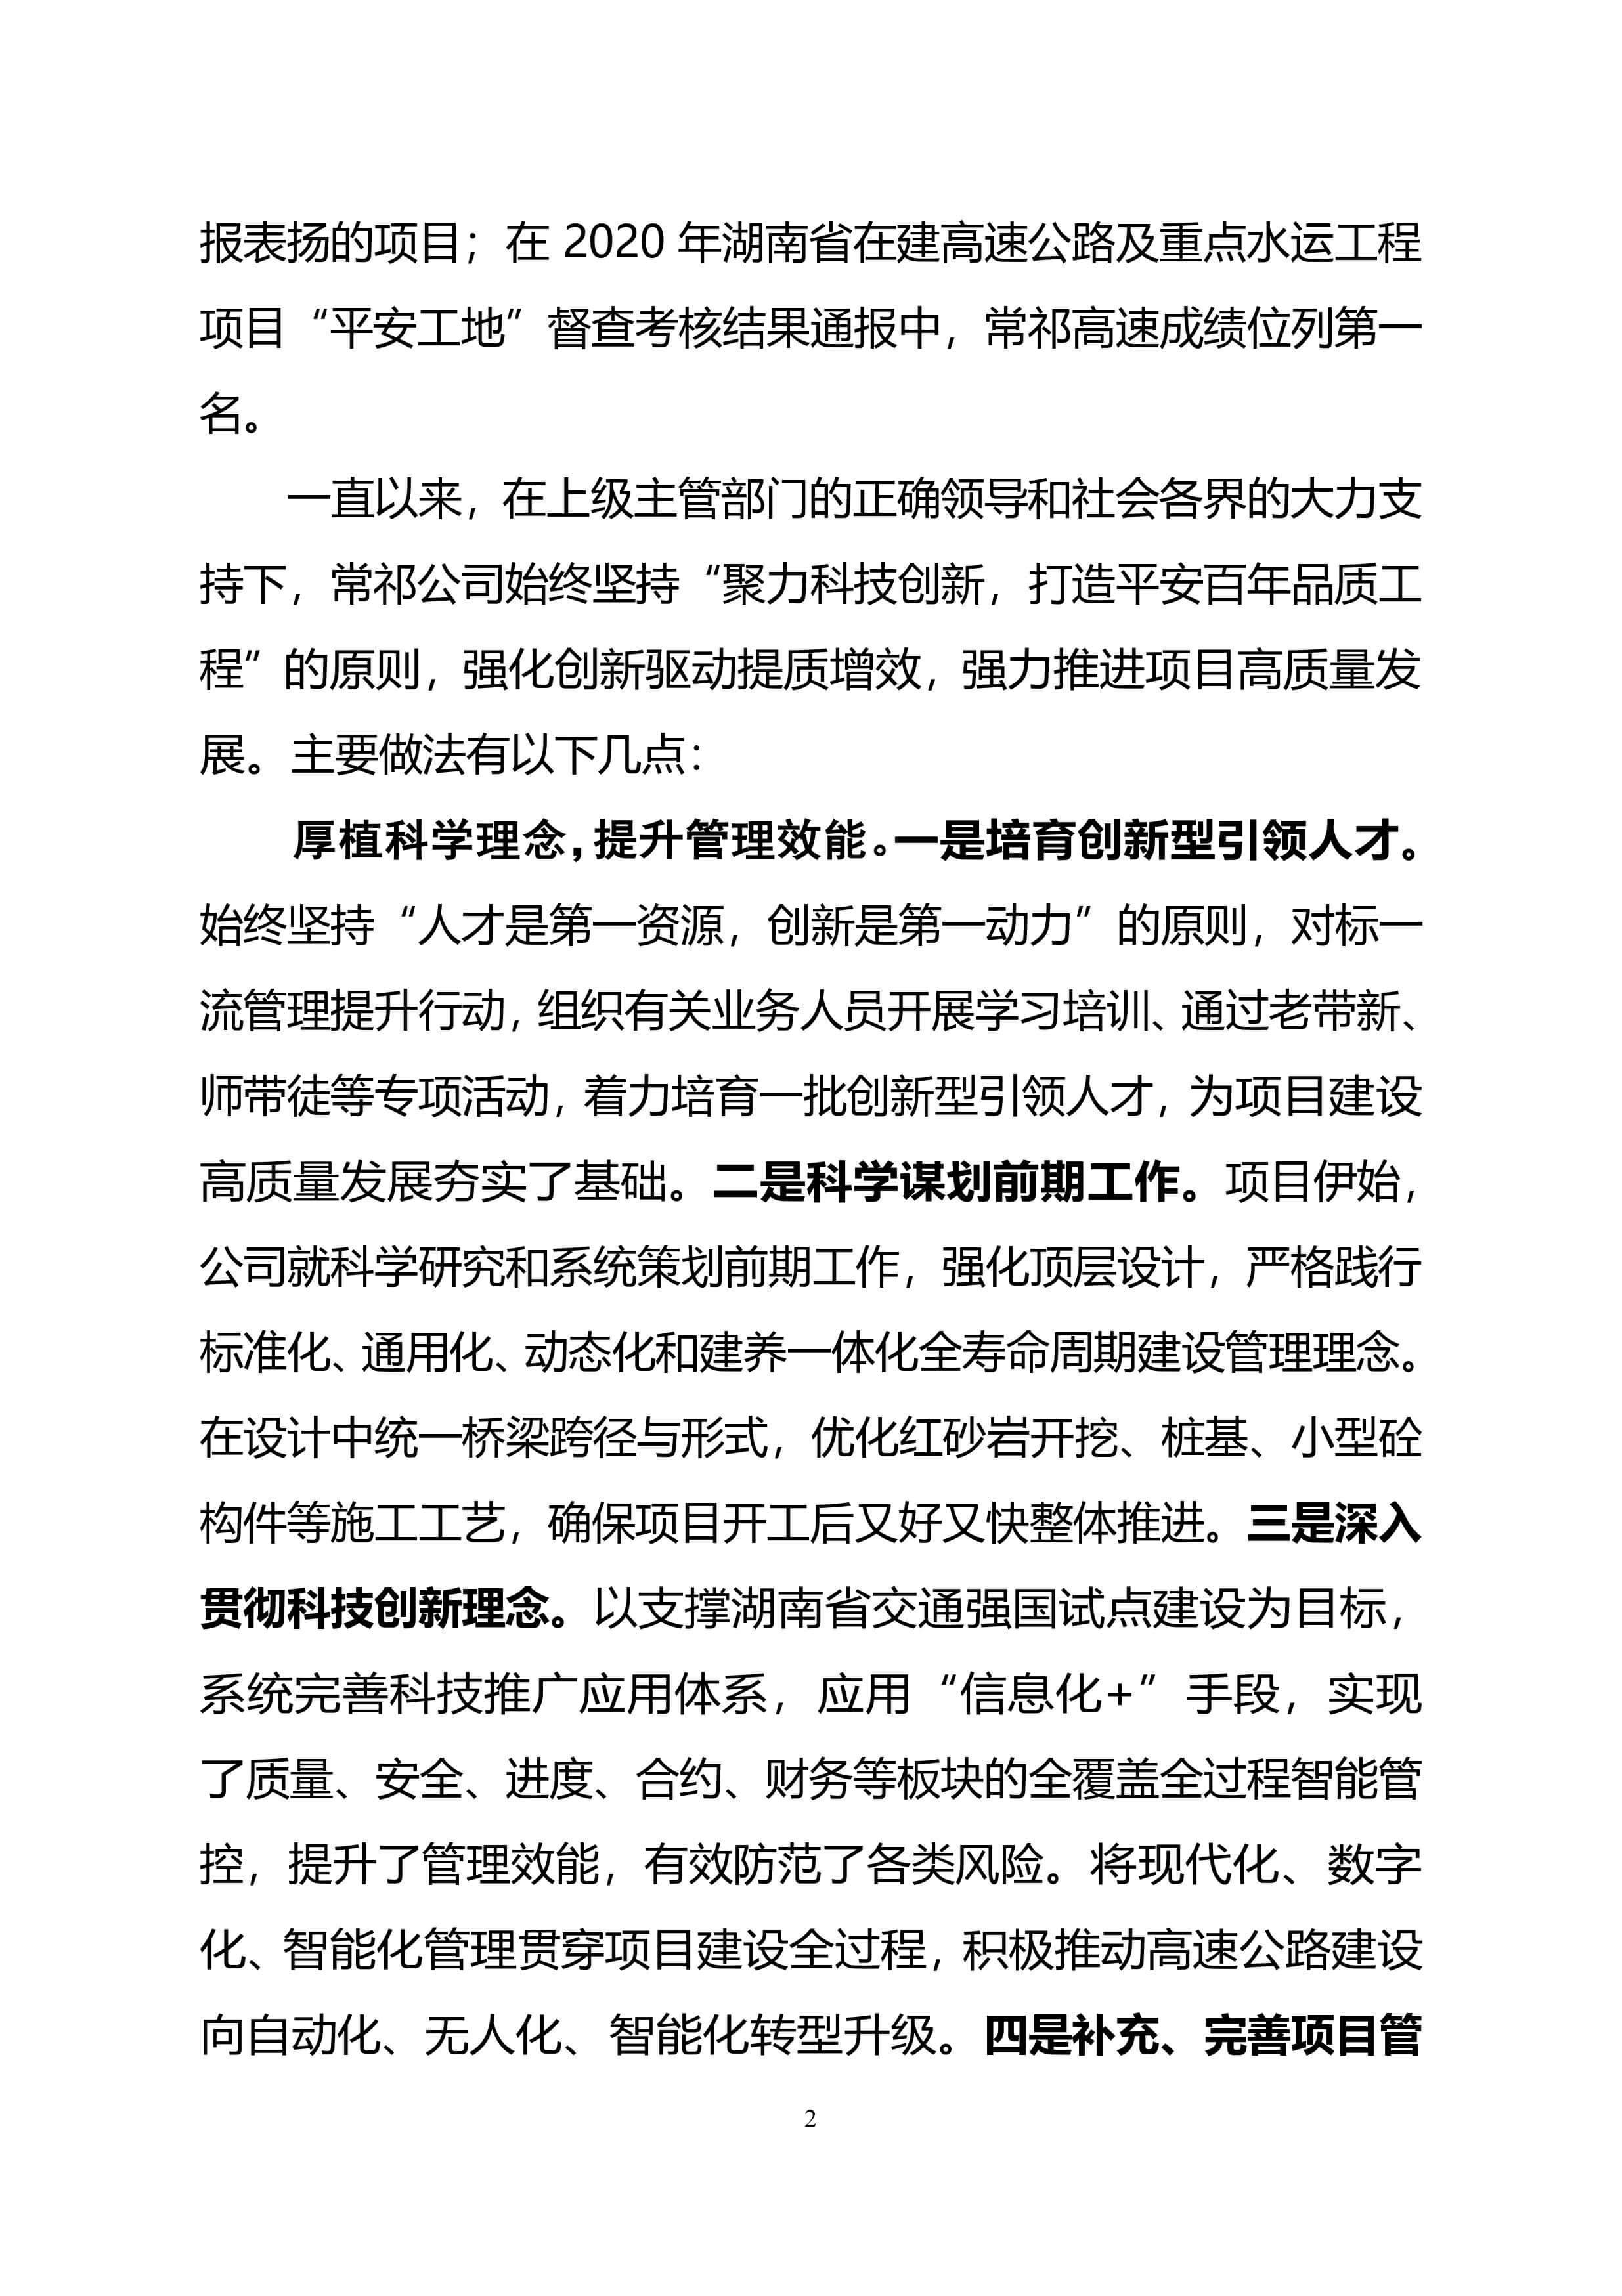 报表扬的项目；在 2020 年湖南省在建高速公路及重点水运工程
项目“平安工地”督查考核结果通报中，常祁高速成绩位列第一
名。
一直以来，在上级主管部门的正确领导和社会各界的大力支
持下，常祁公司始终坚持“聚力科技创新，打造平安百年品质工
程”的原则，强化创新驱动提质增效，强力推进项目高质量发
展。主要做法有以下几点：
厚植科学理念，提升管理效能。一是培育创新型引领人才。
始终坚持“人才是第一资源，创新是第一动力”的原则，对标一
流管理提升行动，组织有关业务人员开展学习培训、通过老带新、
师带徒等专项活动，着力培育一批创新型引领人才，为项目建设
高质量发展夯实了基础。二是科学谋划前期工作。项目伊始，
公司就科学研究和系统策划前期工作，强化顶层设计，严格践行
标准化、通用化、动态化和建养一体化全寿命周期建设管理理念。
在设计中统一桥梁跨径与形式，优化红砂岩开挖、桩基、小型砼
构件等施工工艺，确保项目开工后又好又快整体推进。三是深入
贯彻科技创新理念。以支撑湖南省交通强国试点建设为目标，
系统完善科技推广应用体系，应用“信息化+”手段，实现
了质量、安全、进度、合约、财务等板块的全覆盖全过程智能管
控，提升了管理效能，有效防范了各类风险。将现代化、数字
化、智能化管理贯穿项目建设全过程，积极推动高速公路建设
向自动化、无人化、智能化转型升级。四是补充、完善项目管
2